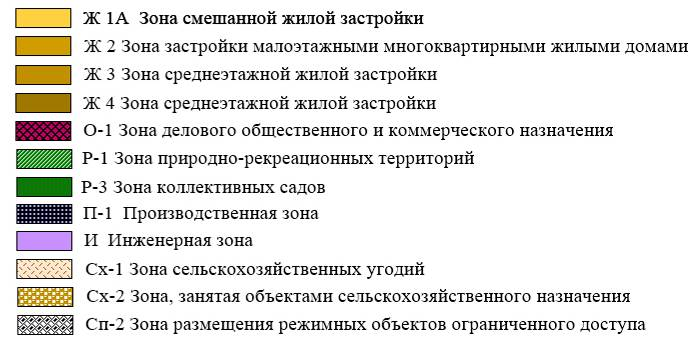 Ж 1А Зона смешанной жилой застройки
Ж 2 Зона застройки малоэтажными многоквартирными жилыми домами
Ж 3 Зона среднеэтажной жилой застройки
Ж 4 Зона среднеэтажной жилой застройки
О-1 Зона делового общественного и коммерческого назначения
Р-1 Зона природно-рекреационных территорий
Р-3 Зона коллективных садов
П-1 Производственная зона
И Инженерная зона
Сх-1 Зона сельскохозяйственных угодий
Сх-2 Зона, занятая объектами сельскохозяйственного назначения
Сп-2 Зона размещения режимных объектов ограниченного доступа